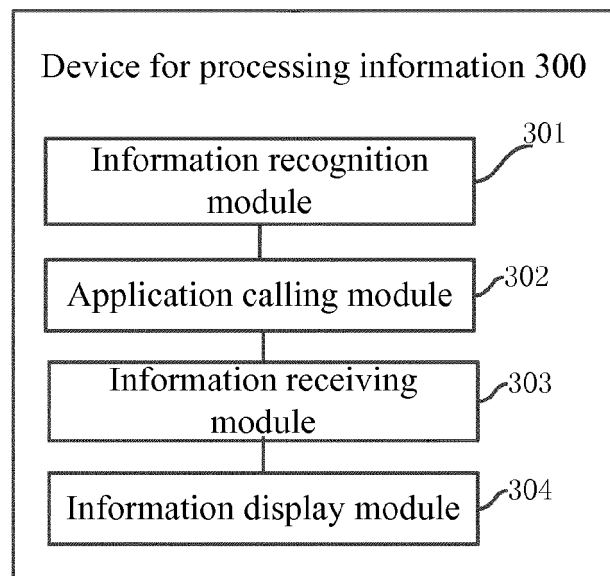 Device for processing information 300
301
Information recognition
module
302
Application calling module
303
Information receiving
module
304
Information display module